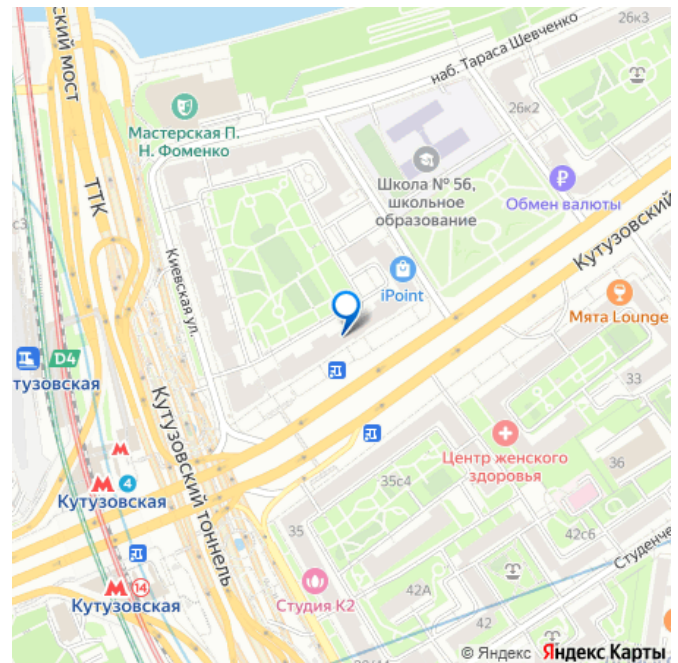 ский мост
ТТК
Мастерская П.
Н. Фоменко
наб. Тараса Шевченко
26к3
26к2
Школа № 56,
школьное
образование
Обмен валюты
Кутузовский
Киевская ул.
iPoint
Мята Lounge
D4
тузовская
33
Кутузовский тоннель
Центр женского
здоровья
36
4
Кутузовская
35с4
35
42с6
Студенче
14
Кутузовская
42А
Студия К2
© Яндекс Яндекс Карты